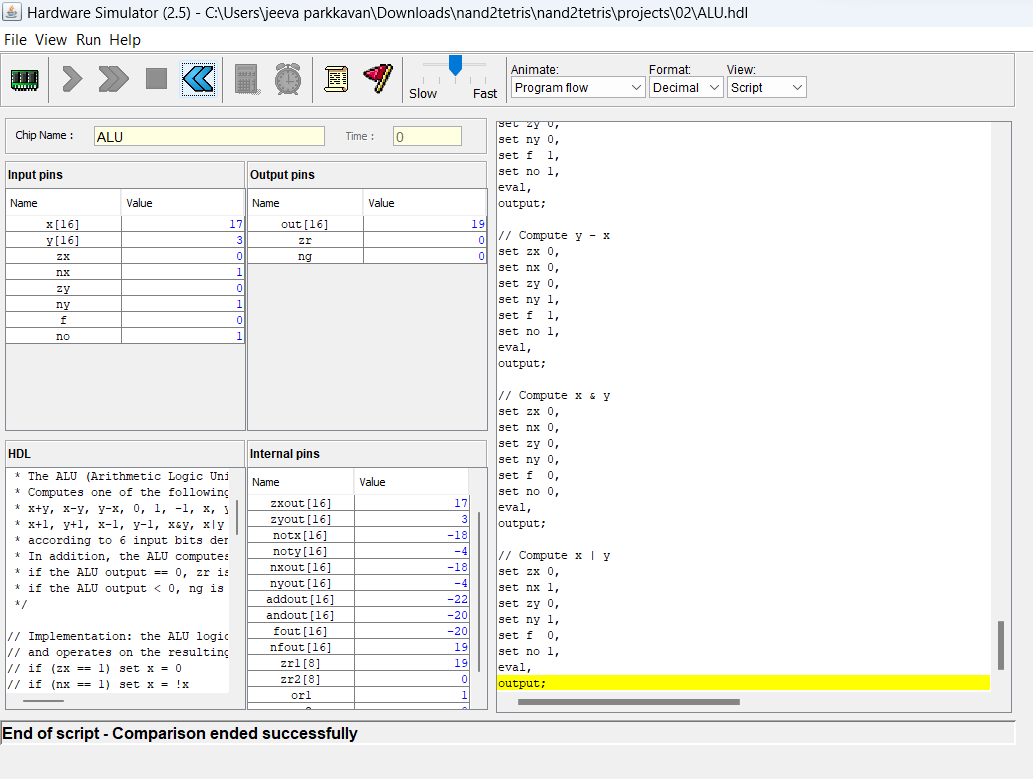 Hardware Simulator (2.5) - C:\Users\jeeva parkkavan\Downloads\nand2tetris\nand2tetris\projects\02\ALU.hdl
File View Run Help
Slow Fast
Animate: Format: View:
Program flow Decimal Script
Chip Name : ALU Time : 0
Input pins
Name Value
x[16] 17
y[16] 3
zx 0
nx 1
zy 0
ny 1
f 0
no 1
Output pins
Name Value
out[16] 19
zr 0
ng 0
HDL
* The ALU (Arithmetic Logic Uni
* Computes one of the following
* x+y, x-y, y-x, 0, 1, -1, x, y
* x+1, y+1, x-1, y-1, x&y, x|y
* according to 6 input bits der
* In addition, the ALU computes
* if the ALU output == 0, zr is
* if the ALU output < 0, ng is
*/
// Implementation: the ALU logic
// and operates on the resulting
// if (zx == 1) set x = 0
// if (nx == 1) set x = !x
Internal pins
Name Value
zxout[16] 17
zyout[16] 3
notx[16] -18
noty[16] -4
nxout[16] -18
nyout[16] -4
addout[16] -22
andout[16] -20
fout[16] -20
nfout[16] 19
zr1[8] 19
zr2[8] 0
or1 1
set zy 0,
set ny 0,
set f 1,
set no 1,
eval,
output;
// Compute y - x
set zx 0,
set nx 0,
set zy 0,
set ny 1,
set f 1,
set no 1,
eval,
output;
// Compute x & y
set zx 0,
set nx 0,
set zy 0,
set ny 0,
set f 0,
set no 0,
eval,
output;
// Compute x | y
set zx 0,
set nx 1,
set zy 0,
set ny 1,
set f 0,
set no 1,
eval,
output;
End of script - Comparison ended successfully